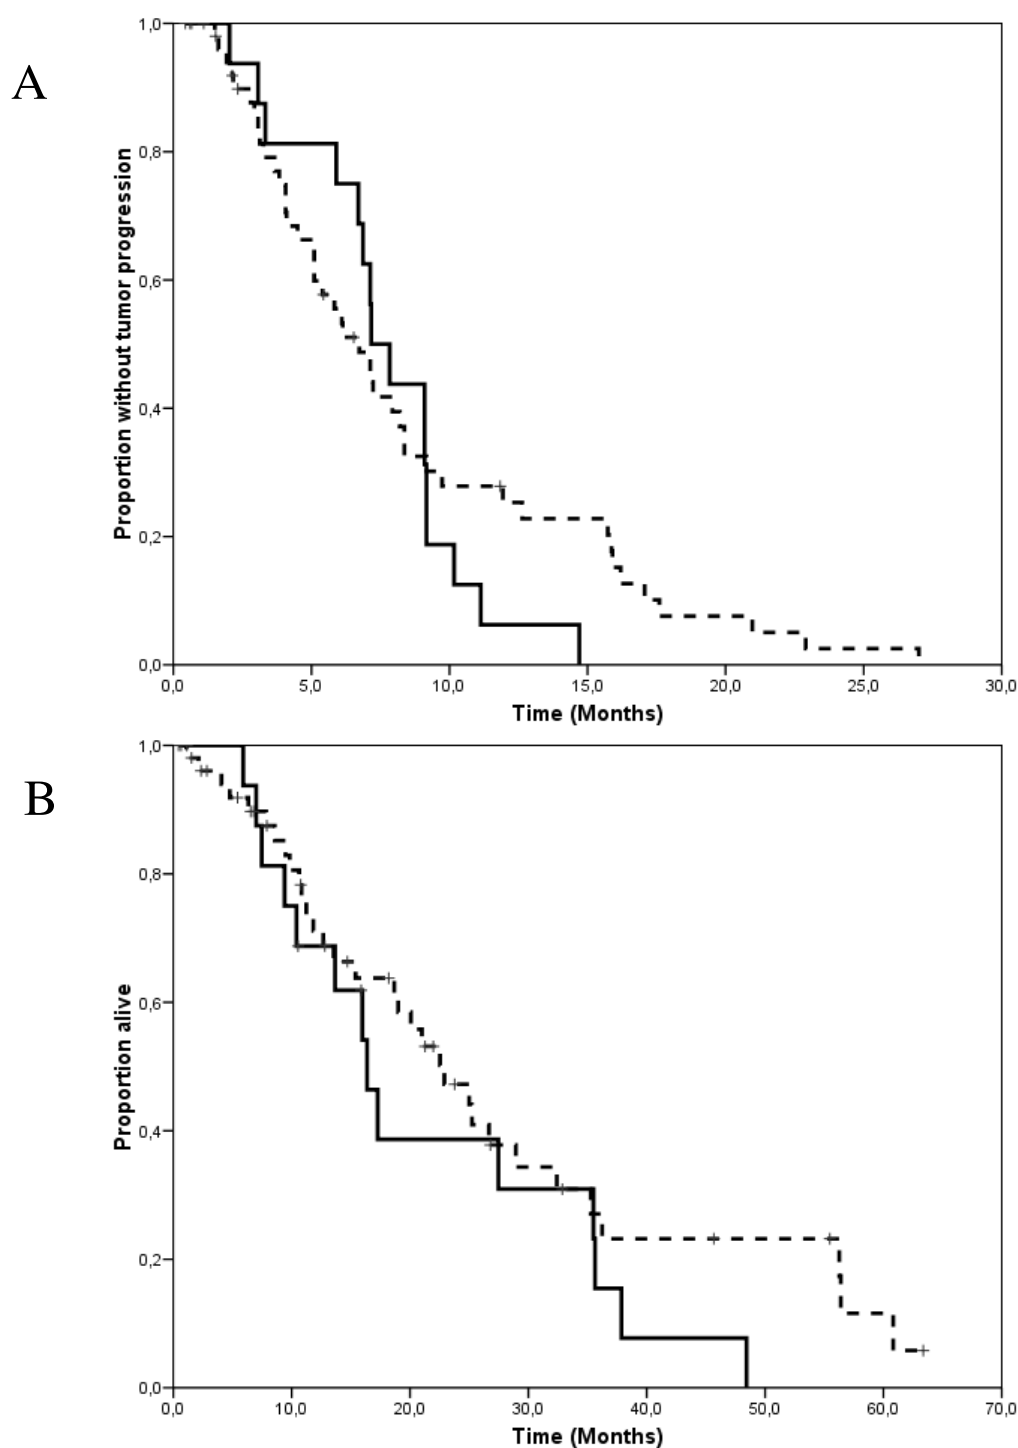 A
Proportion without tumor progression
1,0
0,8
0,6
0,4
0,2
0,0
0,0 5,0 10,0 15,0 20,0 25,0 30,0
Time (Months)
B
Proportion alive
1,0
0,8
0,6
0,4
0,2
0,0
0,0 10,0 20,0 30,0 40,0 50,0 60,0 70,0
Time (Months)